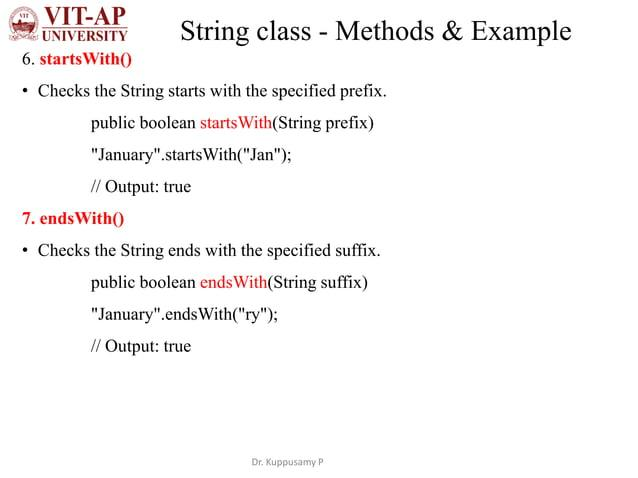 VIT
VIT-AP
UNIVERSITY
String class - Methods & Example
6. startsWith()
• Checks the String starts with the specified prefix.
public boolean startsWith(String prefix)
"January".startsWith("Jan");
// Output: true
7. endsWith()
• Checks the String ends with the specified suffix.
public boolean endsWith(String suffix)
"January".endsWith("ry");
// Output: true
Dr. Kuppusamy P